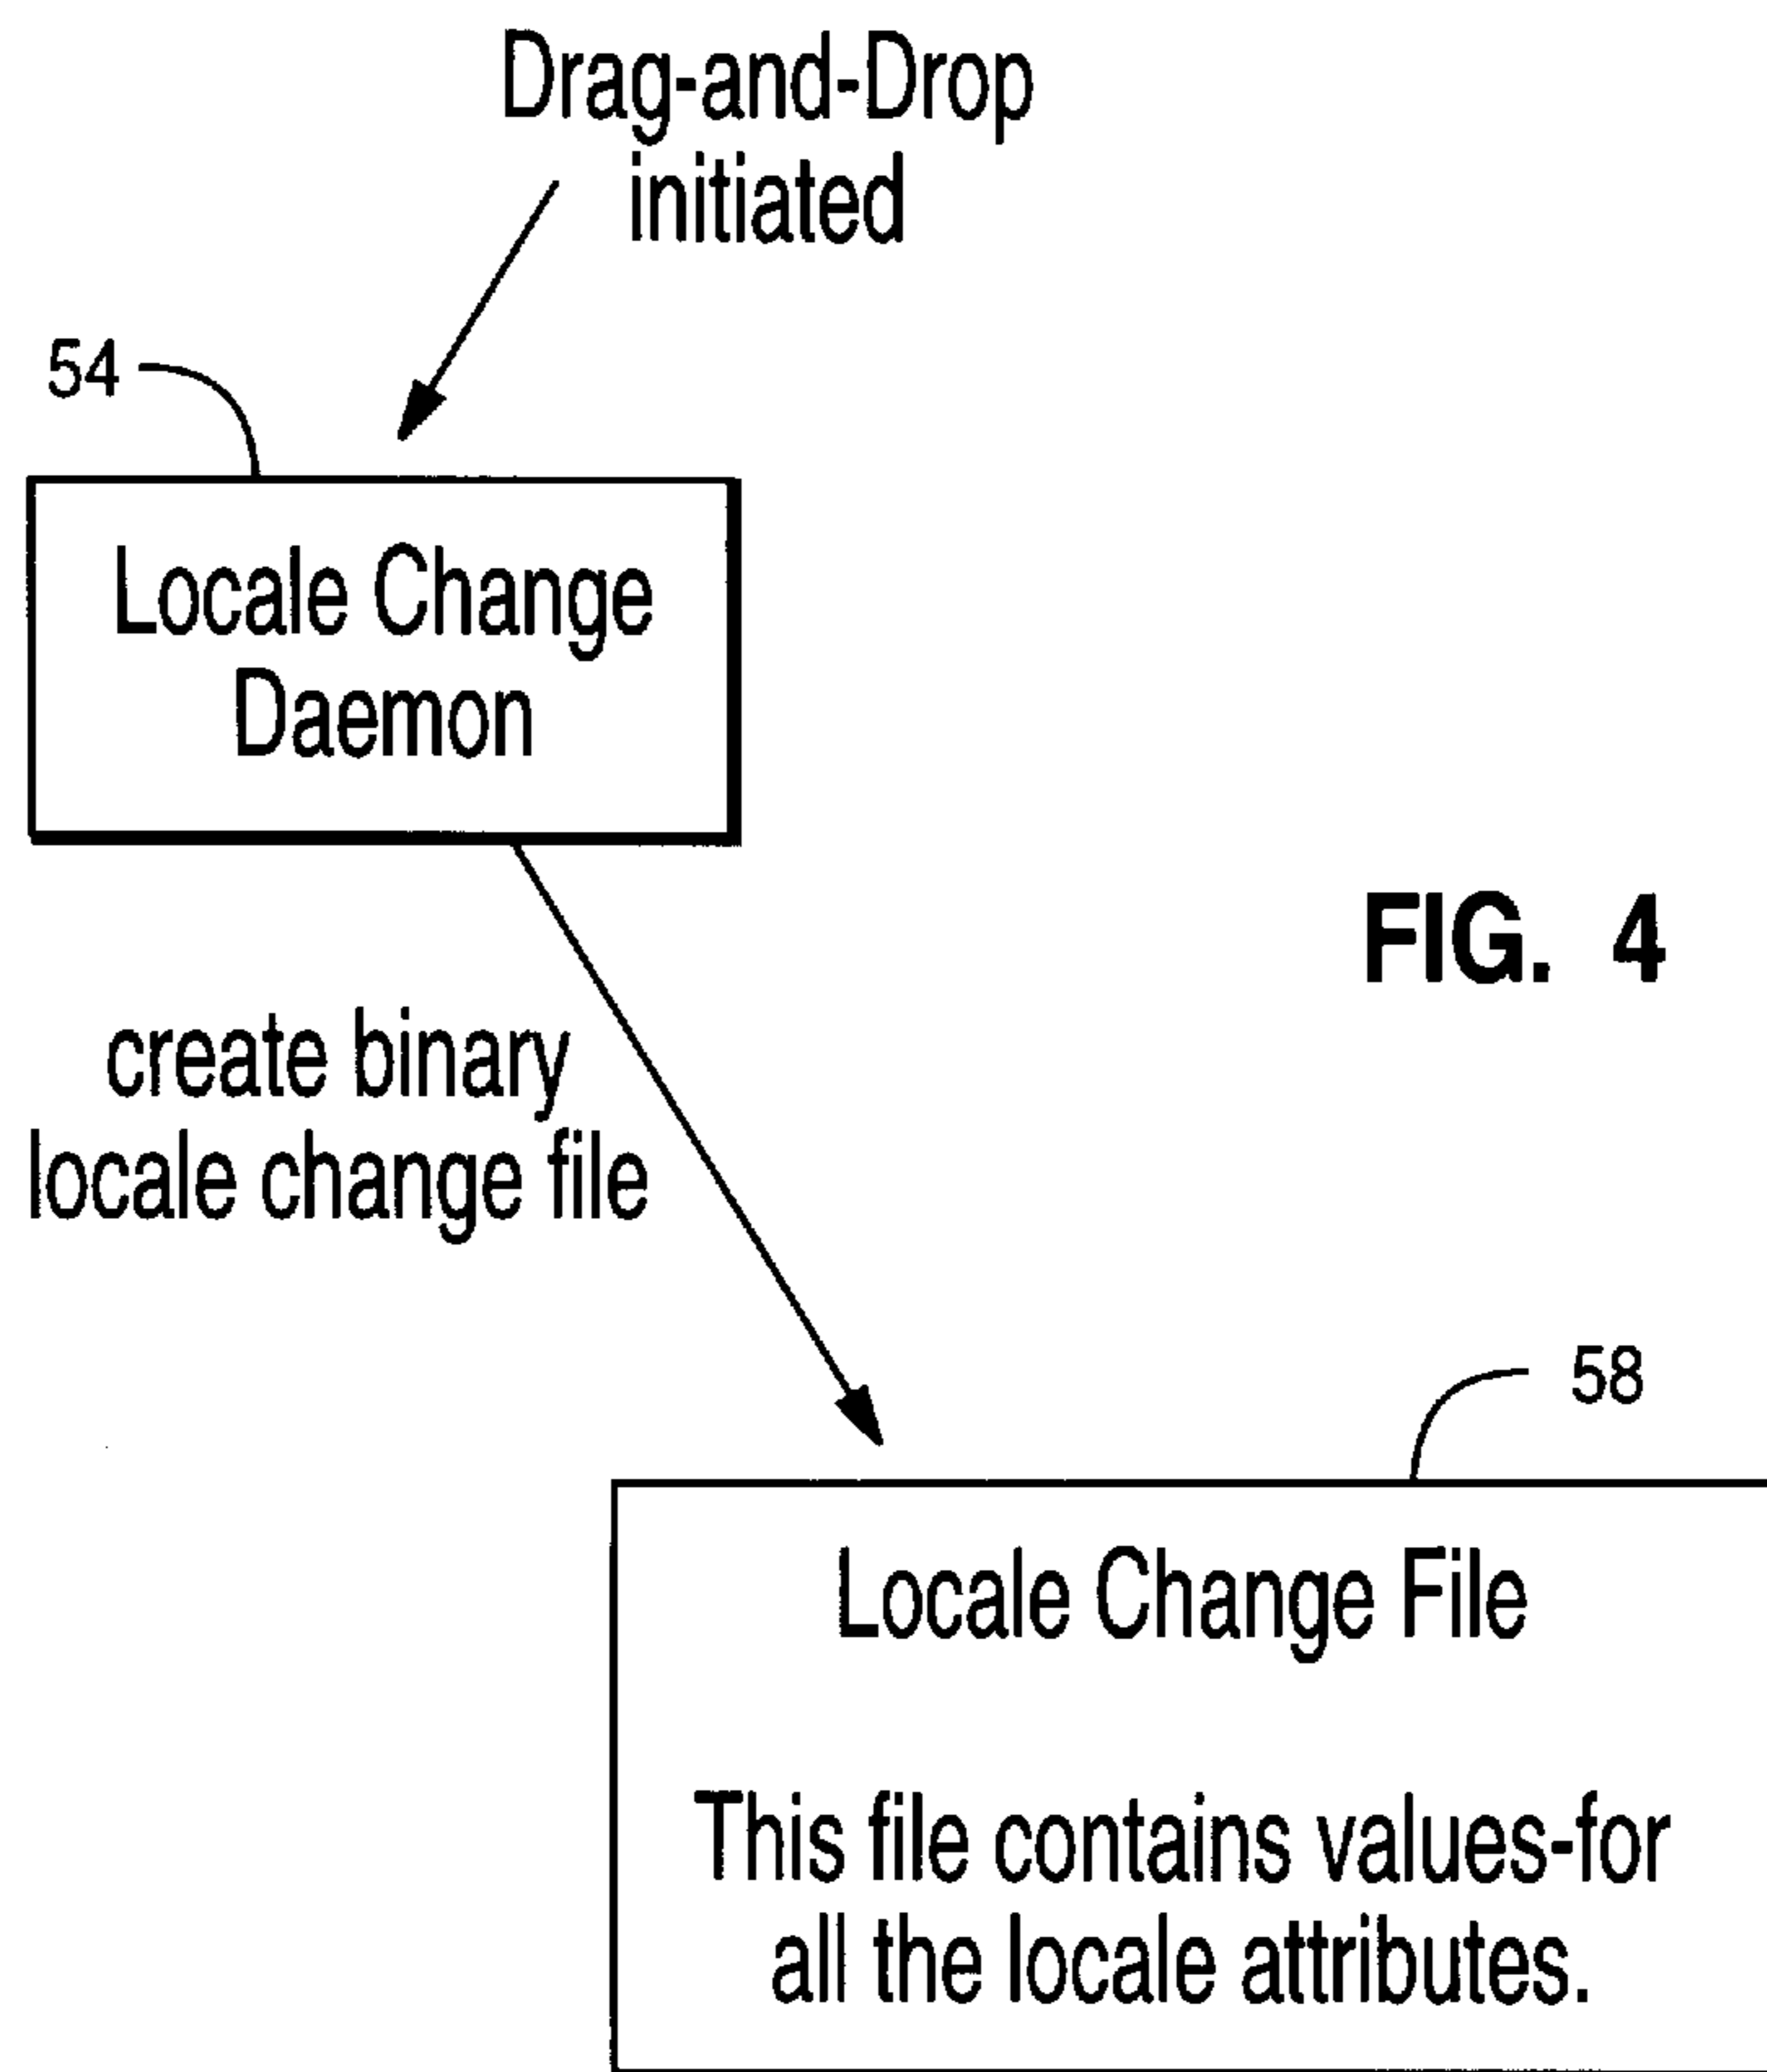 Drag-and-Drop
initiated
54
Locale Change
Daemon
FIG. 4
create binary
locale change file
58
Locale Change File
This file contains values-for
all the locale attributes.